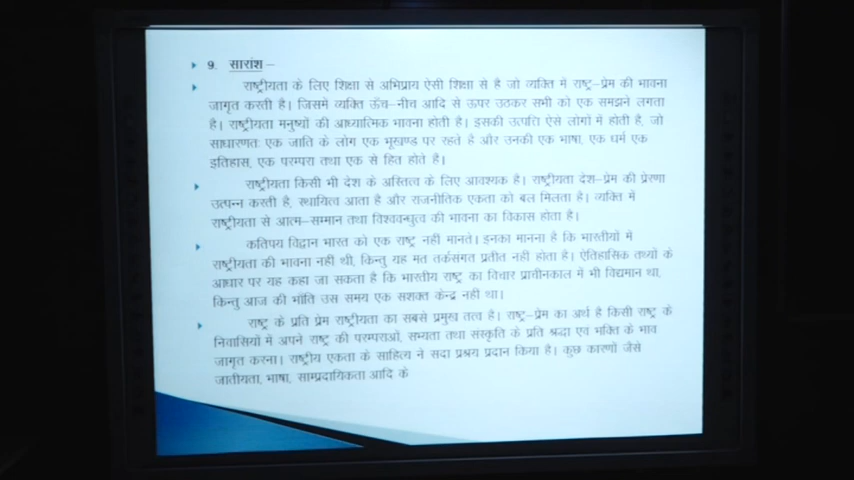 9. सारांश –
राष्ट्रीयता के लिए शिक्षा से अभिप्राय ऐसी शिक्षा से है जो व्यक्ति में राष्ट्र–प्रेम की भावना
जागृत करती है। जिसमें व्यक्ति ऊँच–नीच आदि से ऊपर उठकर सभी को एक समझने लगता
है। राष्ट्रीयता मनुष्यों की आध्यात्मिक भावना होती है। इसकी उत्पत्ति ऐसे लोगों में होती है, जो
साधारणतः एक जाति के लोग एक भूखण्ड पर रहते है और उनकी एक भाषा, एक धर्म एक
इतिहास, एक परम्परा तथा एक से हित होते है।
राष्ट्रीयता किसी भी देश के अस्तित्व के लिए आवश्यक है। राष्ट्रीयता देश–प्रेम की प्रेरणा
उत्पन्न करती है, स्थायित्व आता है और राजनीतिक एकता को बल मिलता है। व्यक्ति में
राष्ट्रीयता से आत्म–सम्मान तथा विश्वबन्धुत्व की भावना का विकास होता है।
कतिपय विद्वान भारत को एक राष्ट्र नहीं मानते। इनका मानना है कि भारतीयों में
राष्ट्रीयता की भावना नहीं थी, किन्तु यह मत तर्कसंगत प्रतीत नहीं होता है। ऐतिहासिक तथ्यों के
आधार पर यह कहा जा सकता है कि भारतीय राष्ट्र का विचार प्राचीनकाल में भी विद्यमान था,
किन्तु आज की भाँति उस समय एक सशक्त केन्द्र नहीं था।
राष्ट्र के प्रति प्रेम राष्ट्रीयता का सबसे प्रमुख तत्व है। राष्ट्र–प्रेम का अर्थ है किसी राष्ट्र के
निवासियों में अपने राष्ट्र की परम्पराओं, सभ्यता तथा संस्कृति के प्रति श्रद्धा एवं भक्ति के भाव
जागृत करना। राष्ट्रीय एकता के साहित्य ने सदा प्रश्रय प्रदान किया है। कुछ कारणों जैसे
जातीयता, भाषा, साम्प्रदायिकता आदि के